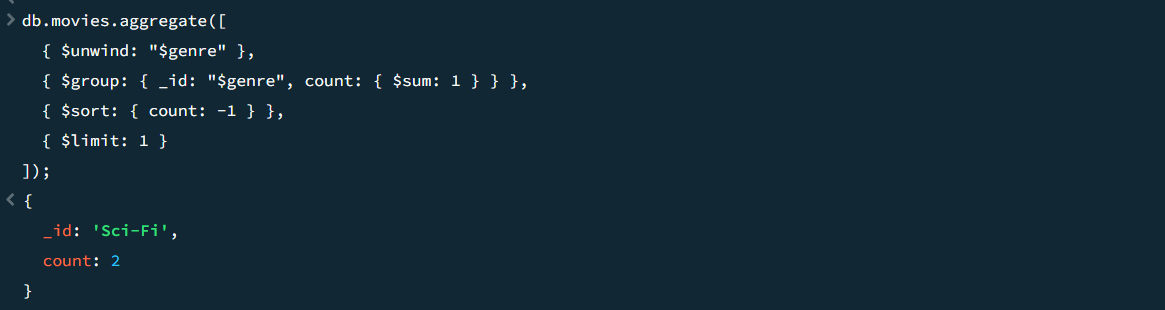 > db.movies.aggregate([
{ $unwind: "$genre" },
{ $group: { _id: "$genre", count: { $sum: 1 } } },
{ $sort: { count: -1 } },
{ $limit: 1 }
]);
< {
_id: 'Sci-Fi',
count: 2
}